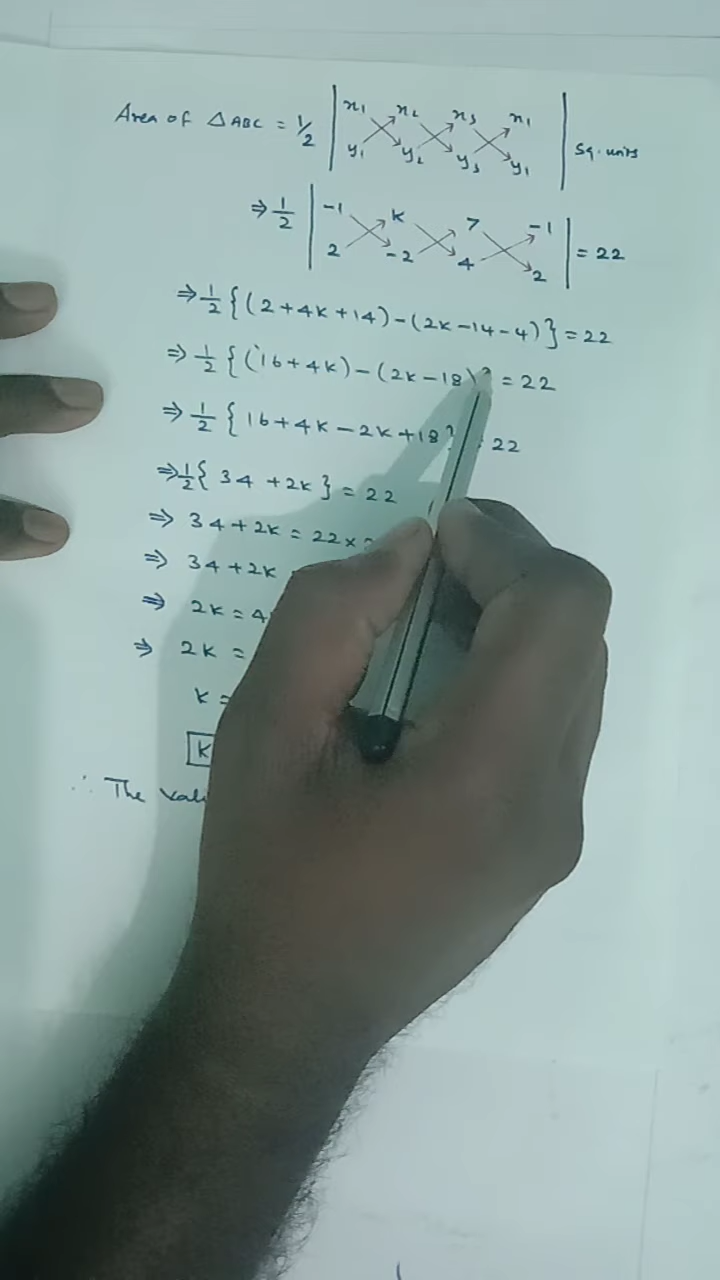 Area of △ABC = 1/2 | x₁ x₂ x₃ x₁ | Sq. units
y₁ y₂ y₃ y₁
⇒ 1/2 | -1 K 7 -1 | = 22
2 -2 4 2
⇒ 1/2 { (2 + 4K + 14) - (2K - 14 - 4) } = 22
⇒ 1/2 { (16 + 4K) - (2K - 18) } = 22
⇒ 1/2 { 16 + 4K - 2K + 18 } = 22
⇒ 1/2 { 34 + 2K } = 22
⇒ 34 + 2K = 22 ×
⇒ 34 + 2K
⇒ 2K = 4
⇒ 2K =
K =
K
∴ The